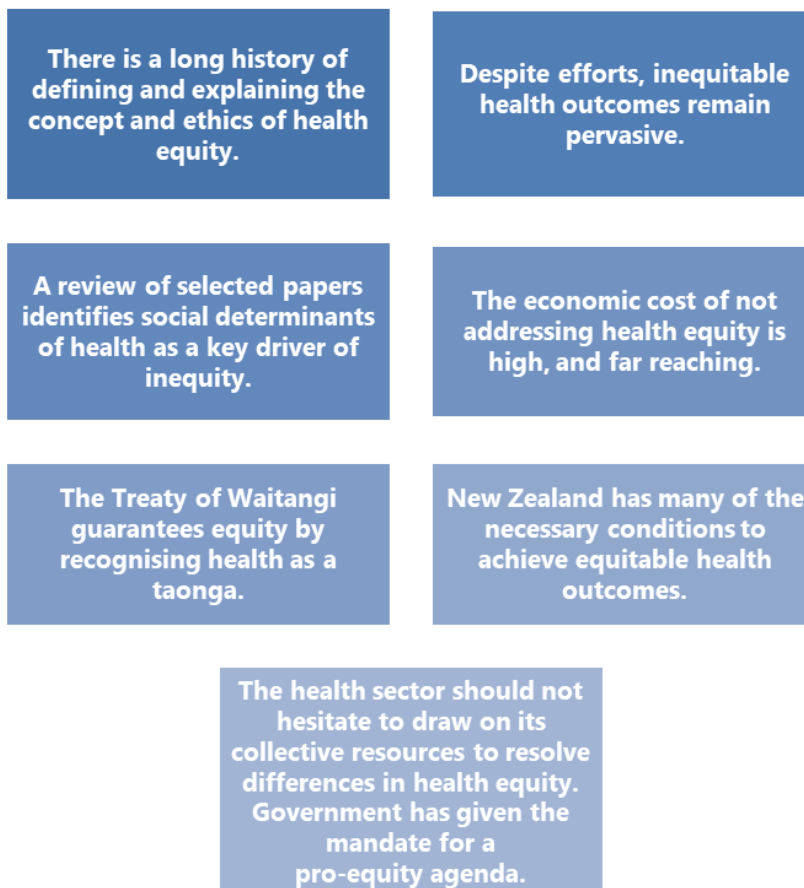 There is a long history of
defining and explaining the
concept and ethics of health
equity.
Despite efforts, inequitable
health outcomes remain
pervasive.
A review of selected papers
identifies social determinants
of health as a key driver of
inequity.
The economic cost of not
addressing health equity is
high, and far reaching.
The Treaty of Waitangi
guarantees equity by
recognising health as a
taonga.
New Zealand has many of the
necessary conditions to
achieve equitable health
outcomes.
The health sector should not
hesitate to draw on its
collective resources to resolve
differences in health equity.
Government has given the
mandate for a
pro-equity agenda.